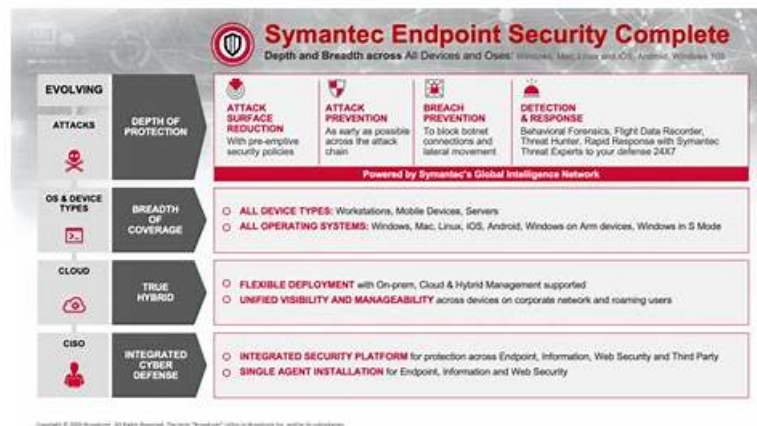 Symantec Endpoint Security Complete
Depth and Breadth across All Devices and Oses: Windows, Mac, Linux and iOS, Android, Windows 10S
EVOLVING
ATTACKS
DEPTH OF
PROTECTION
ATTACK
SURFACE
REDUCTION
With pre-emptive
security policies
ATTACK
PREVENTION
As early as possible
across the attack
chain
BREACH
PREVENTION
To block botnet
connections and
lateral movement
DETECTION
& RESPONSE
Behavioral Forensics, Flight Data Recorder,
Threat Hunter, Rapid Response with Symantec
Threat Experts to your defense 24X7
Powered by Symantec's Global Intelligence Network
OS & DEVICE
TYPES
BREADTH
OF
COVERAGE
ALL DEVICE TYPES: Workstations, Mobile Devices, Servers
ALL OPERATING SYSTEMS: Windows, Mac, Linux, iOS, Android, Windows on Arm devices, Windows in S Mode
CLOUD
TRUE
HYBRID
FLEXIBLE DEPLOYMENT with On-prem, Cloud & Hybrid Management supported
UNIFIED VISIBILITY AND MANAGEABILITY across devices on corporate network and roaming users
CISO
INTEGRATED
CYBER
DEFENSE
INTEGRATED SECURITY PLATFORM for protection across Endpoint, Information, Web Security and Third Party
SINGLE AGENT INSTALLATION for Endpoint, Information and Web Security